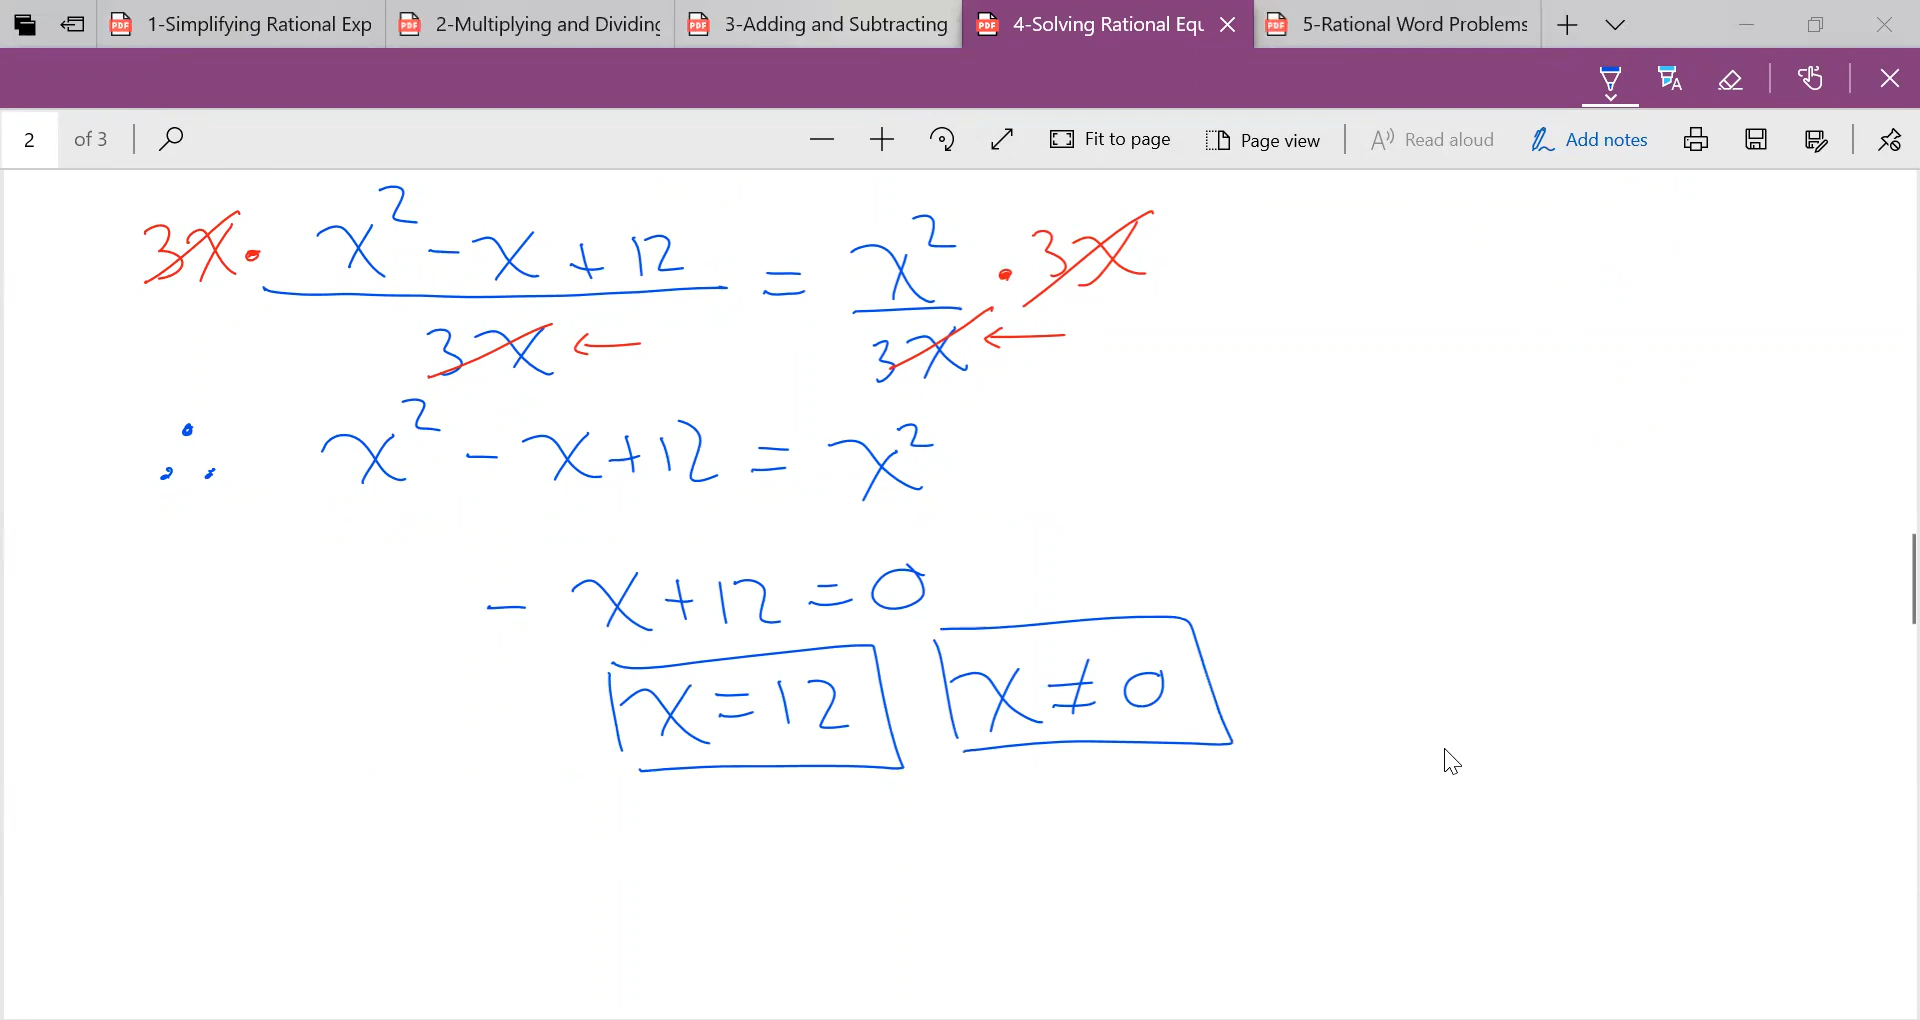 1-Simplifying Rational Exp
2-Multiplying and Dividing
3-Adding and Subtracting
4-Solving Rational Equ
5-Rational Word Problems
2 of 3
Fit to page
Page view
Read aloud
Add notes
3x · (x² - x + 12)/(3x) = x²/(3x) · 3x
∴ x² - x + 12 = x²
- x + 12 = 0
x = 12
x ≠ 0